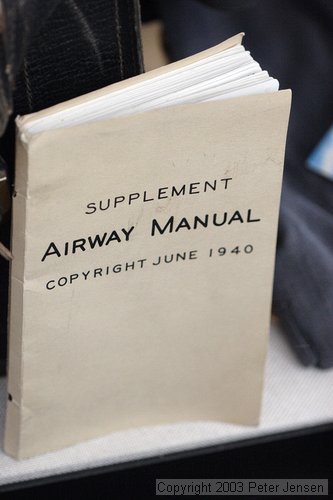 SUPPLEMENT
AIRWAY MANUAL
COPYRIGHT JUNE 1940
Copyright 2003 Peter Jensen